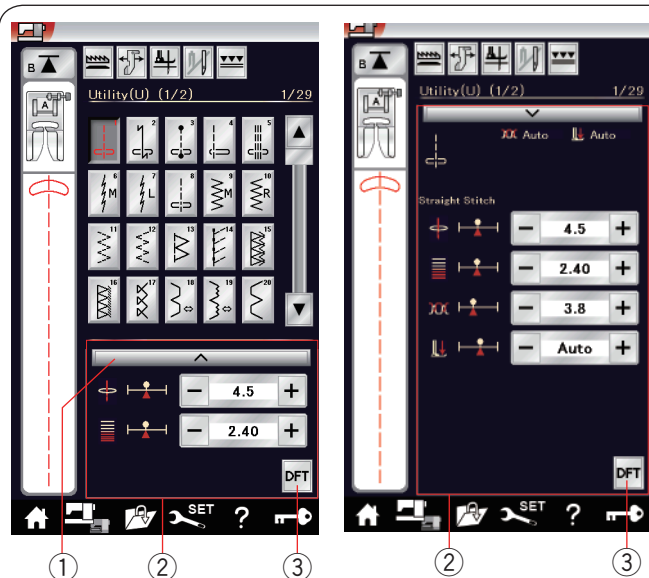 B
A
Utility(U) (1/2) 1/29
2 3 4 5
6 M 7 L 8 9 M 10 R
11 12 13 14 15
16 17 18 19 20
− 4.5 +
− 2.40 +
DFT
SET ?
1 2 3
B
A
Utility(U) (1/2) 1/29
Auto Auto
Straight Stitch
− 4.5 +
− 2.40 +
− 3.8 +
− Auto +
DFT
SET ?
2 3